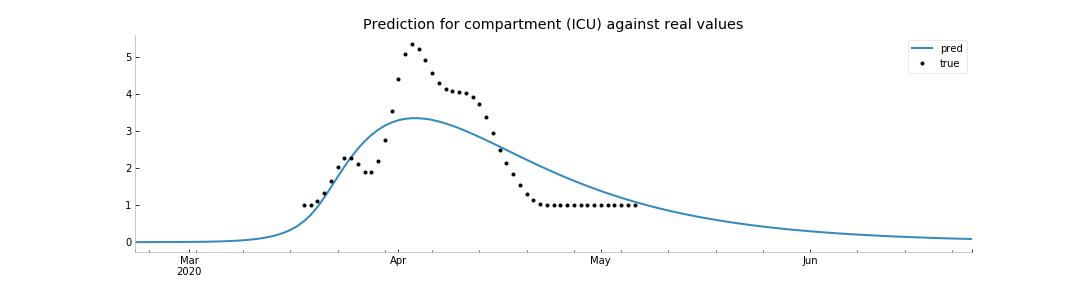 Prediction for compartment (ICU) against real values
pred
true
5
4
3
2
1
0
Mar
2020
Apr
May
Jun